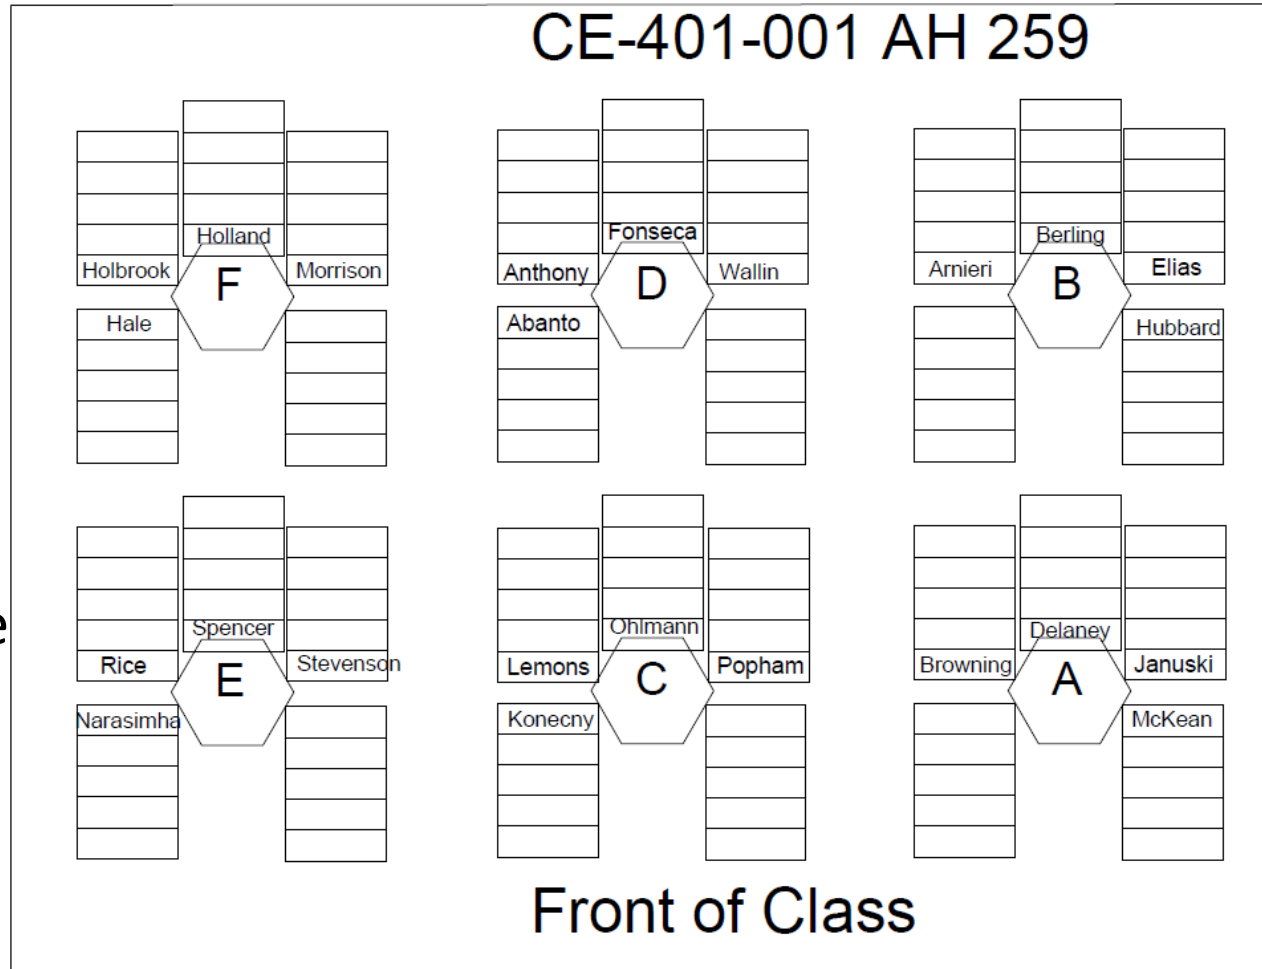 CE-401-001 AH 259
Holland
Holbrook
F
Morrison
Hale
Fonseca
Anthony
D
Wallin
Abanto
Berling
Arnieri
B
Elias
Hubbard
Spencer
Rice
E
Stevenson
Narasimha
Ohlmann
Lemons
C
Popham
Konecny
Delaney
Browning
A
Januski
McKean
e
Front of Class